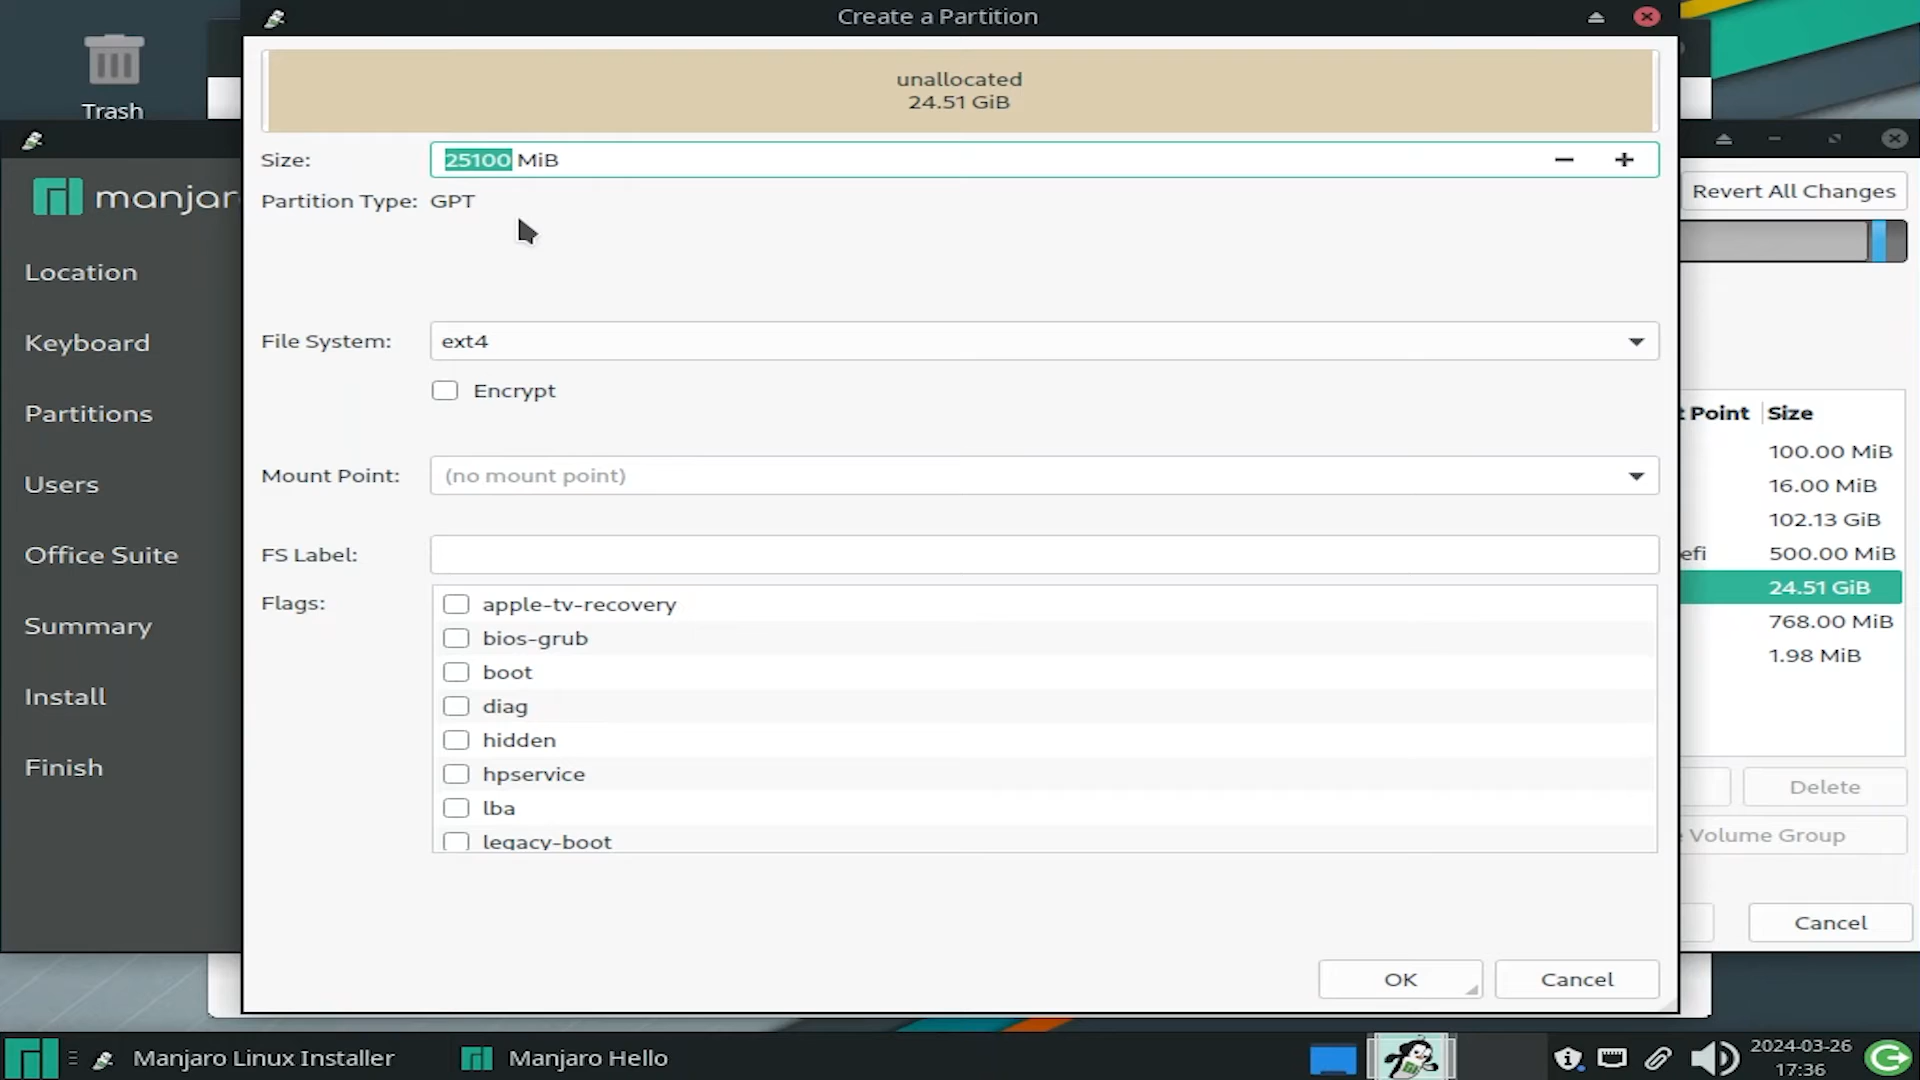 Create a Partition
Trash
unallocated
24.51 GiB
Size:
25100 MiB
Partition Type: GPT
manjaro
Revert All Changes
Location
Keyboard
File System:
ext4
Encrypt
Partitions
t Point
Size
100.00 MiB
Mount Point:
(no mount point)
Users
16.00 MiB
102.13 GiB
FS Label:
Office Suite
efi
500.00 MiB
24.51 GiB
Flags:
apple-tv-recovery
768.00 MiB
Summary
bios-grub
1.98 MiB
boot
Install
diag
hidden
Finish
hpservice
Delete
lba
Volume Group
legacy-boot
Cancel
OK
Cancel
Manjaro Linux Installer
Manjaro Hello
2024-03-26
17:36